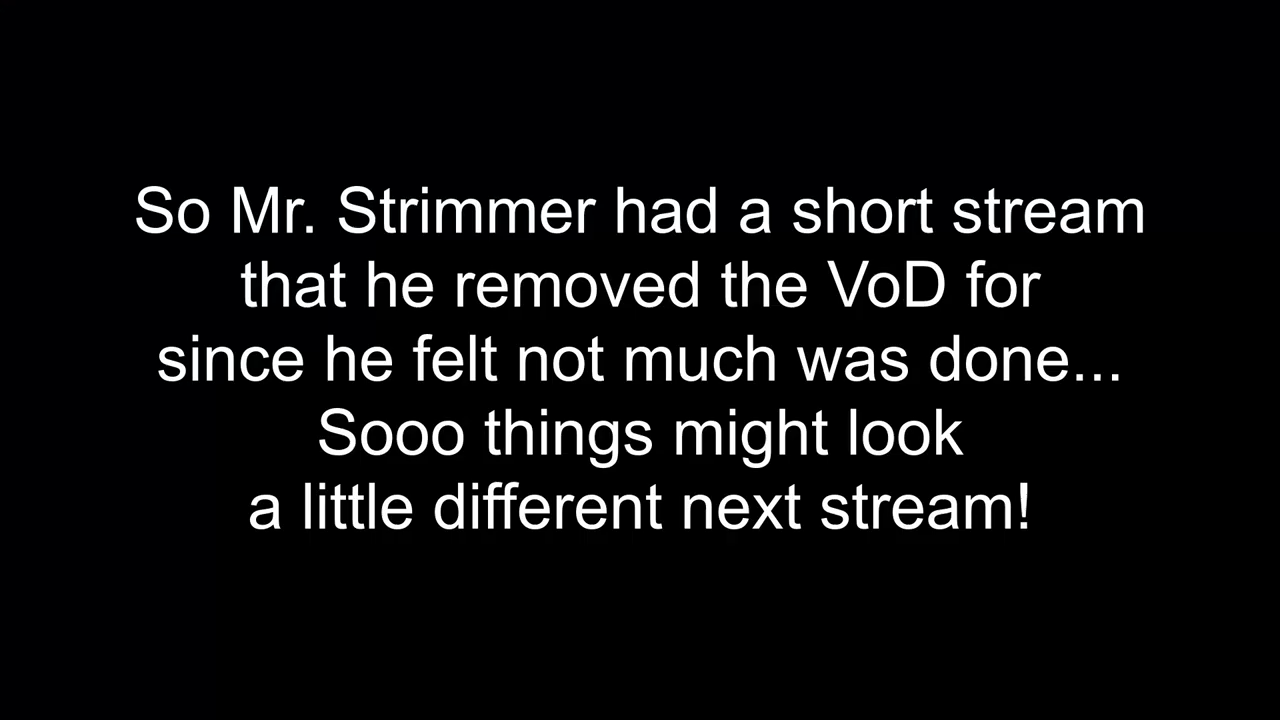 So Mr. Strimmer had a short stream
that he removed the VoD for
since he felt not much was done...
Sooo things might look
a little different next stream!